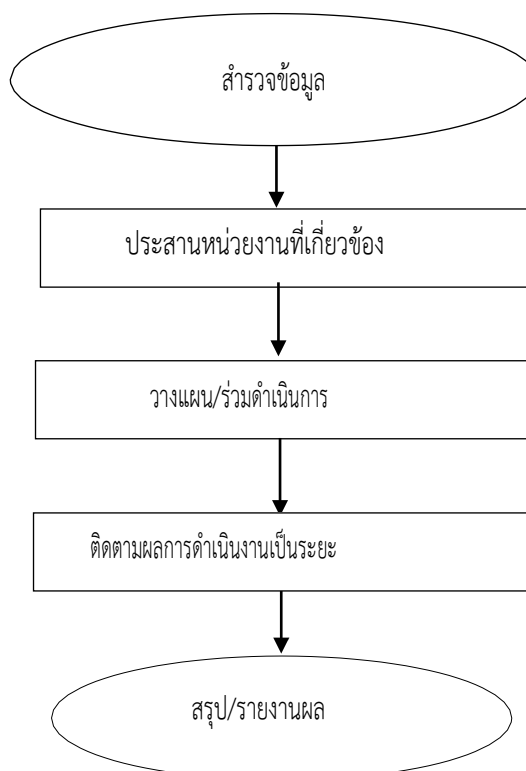 สำรวจข้อมูล
ประสานหน่วยงานที่เกี่ยวข้อง
วางแผน/ร่วมดำเนินการ
ติดตามผลการดำเนินงานเป็นระยะ
สรุป/รายงานผล